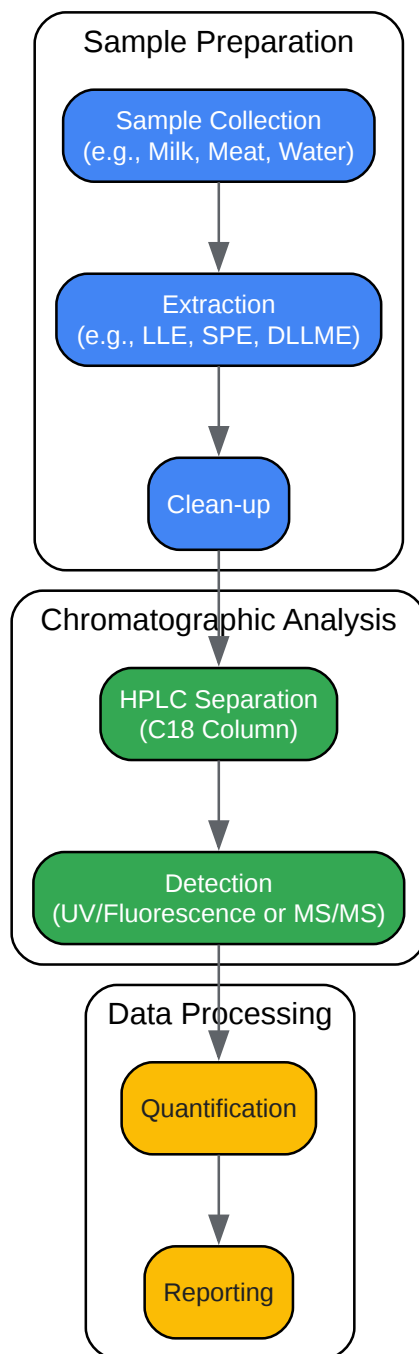 Sample Preparation
Sample Collection
(e.g., Milk, Meat, Water)
Extraction
(e.g., LLE, SPE, DLLME)
Clean-up
Chromatographic Analysis
HPLC Separation
(C18 Column)
Detection
(UV/Fluorescence or MS/MS)
Data Processing
Quantification
Reporting